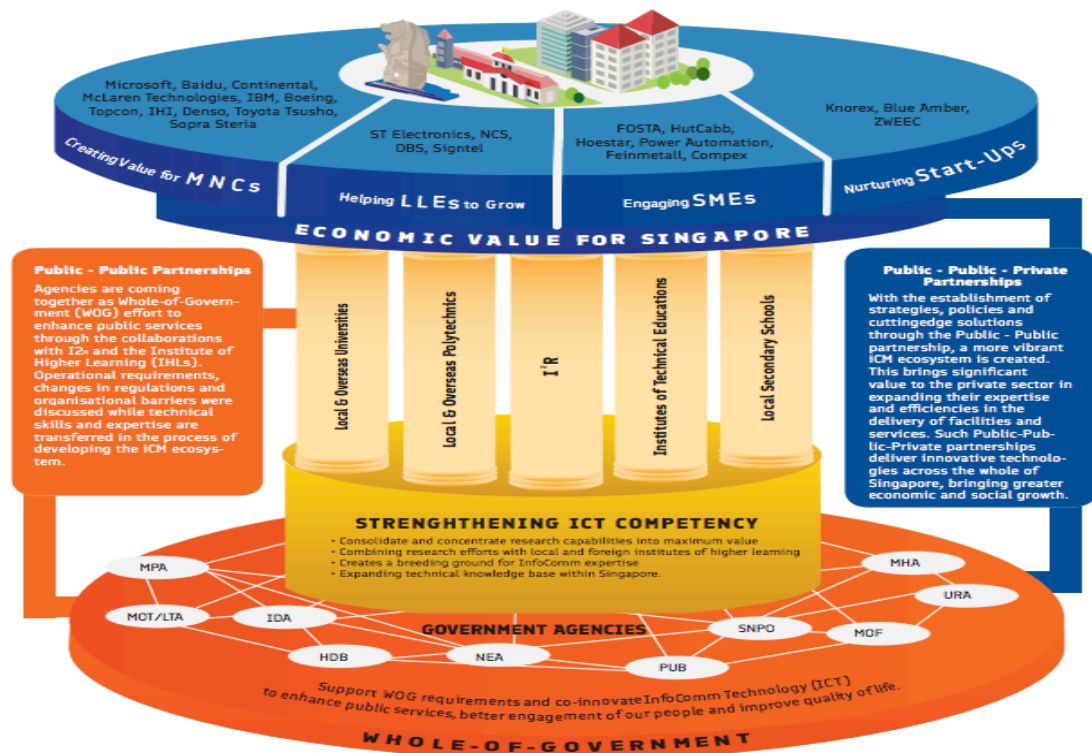 Microsoft, Baidu, Continental,
McLaren Technologies, IBM, Boeing,
Topcon, IHI, Denso, Toyota Tsusho,
Sopra Steria
ST Electronics, NCS,
DBS, Signtel
FOSTA, HutCabb,
Hoestar, Power Automation,
Feinmetall, Compex
Knorex, Blue Amber,
ZWEEC
Creating Value for MNCs
Helping LLEs to Grow
Engaging SMEs
Nurturing Start-Ups
ECONOMIC VALUE FOR SINGAPORE
Public - Public Partnerships
Agencies are coming
together as Whole-of-Govern-
ment (WOG) effort to
enhance public services
through the collaborations
with I2R and the Institute of
Higher Learning (IHLs).
Operational requirements,
changes in regulations and
organisational barriers were
discussed while technical
skills and expertise are
transferred in the process of
developing the iCM ecosys-
tem.
Local & Overseas Universities
Local & Overseas Polytechnics
I²R
Institutes of Technical Educations
Local Secondary Schools
Public - Public - Private
Partnerships
With the establishment of
strategies, policies and
cuttingedge solutions
through the Public - Public
partnership, a more vibrant
iCM ecosystem is created.
This brings significant
value to the private sector in
expanding their expertise
and efficiencies in the
delivery of facilities and
services. Such Public-Pub-
lic-Private partnerships
deliver innovative technolo-
gies across the whole of
Singapore, bringing greater
economic and social growth.
STRENGHTHENING ICT COMPETENCY
- Consolidate and concentrate research capabilities into maximum value
- Combining research efforts with local and foreign institutes of higher learning
- Creates a breeding ground for InfoComm expertise
- Expanding technical knowledge base within Singapore.
MPA
MHA
MOT/LTA
IDA
URA
GOVERNMENT AGENCIES
SNPO
MOF
HDB
NEA
PUB
Support WOG requirements and co-innovate InfoComm Technology (ICT)
to enhance public services, better engagement of our people and improve quality of life.
WHOLE-OF-GOVERNMENT